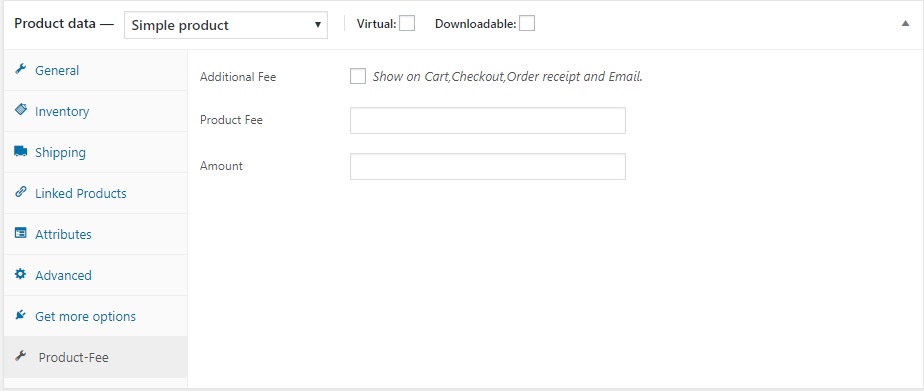 Product data — Simple product Virtual: Downloadable:
General
Inventory
Shipping
Linked Products
Attributes
Advanced
Get more options
Product-Fee
Additional Fee Show on Cart,Checkout,Order receipt and Email.
Product Fee
Amount